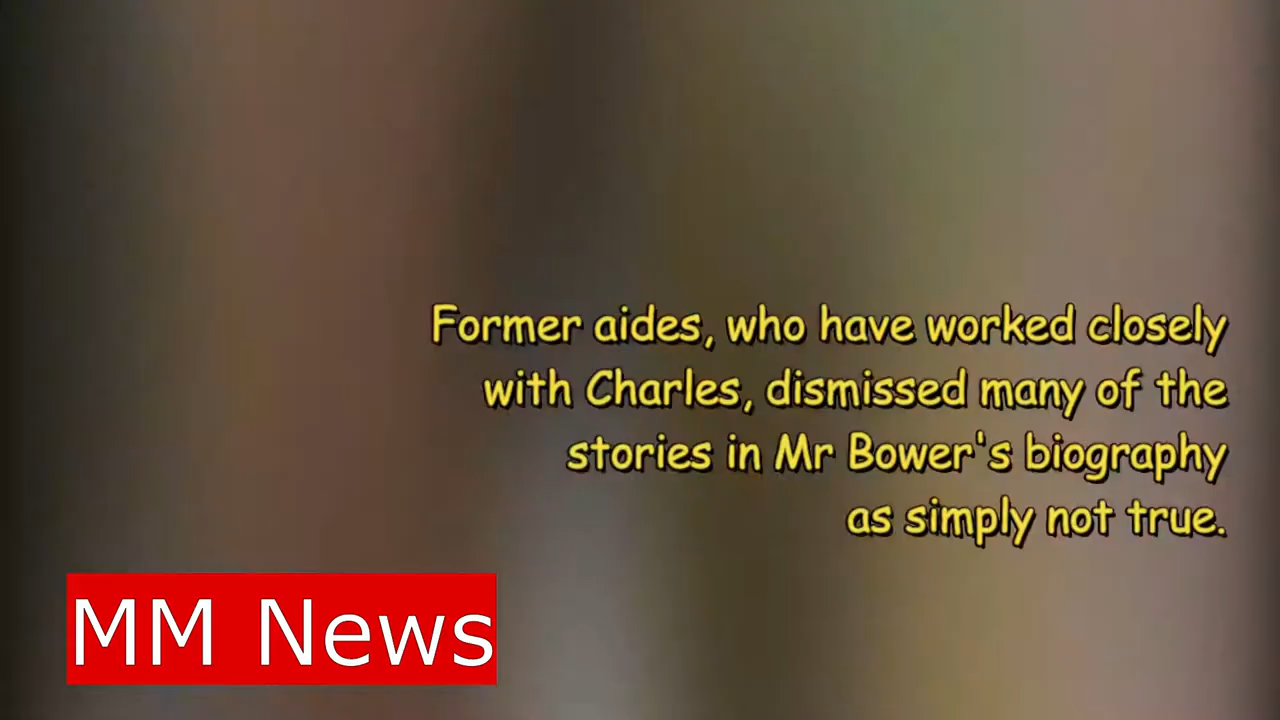 Former aides, who have worked closely
with Charles, dismissed many of the
stories in Mr Bower's biography
as simply not true.
MM News